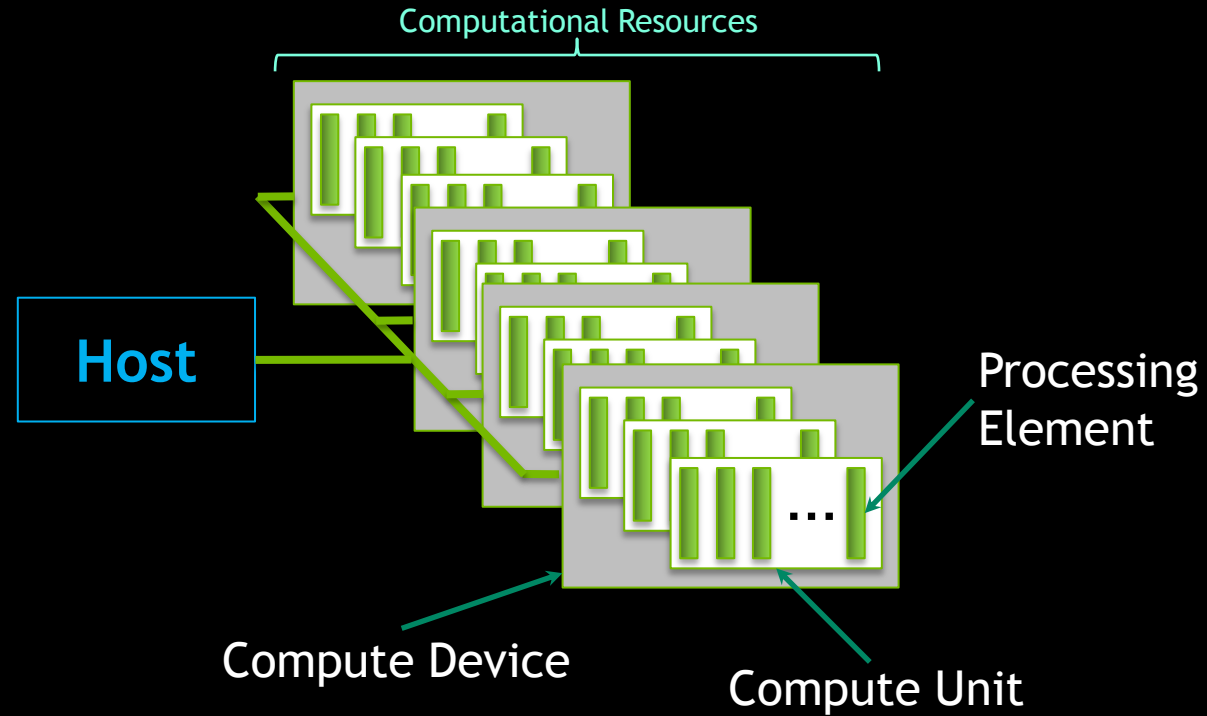 Computational Resources
Host
Processing
Element
...
Compute Device
Compute Unit